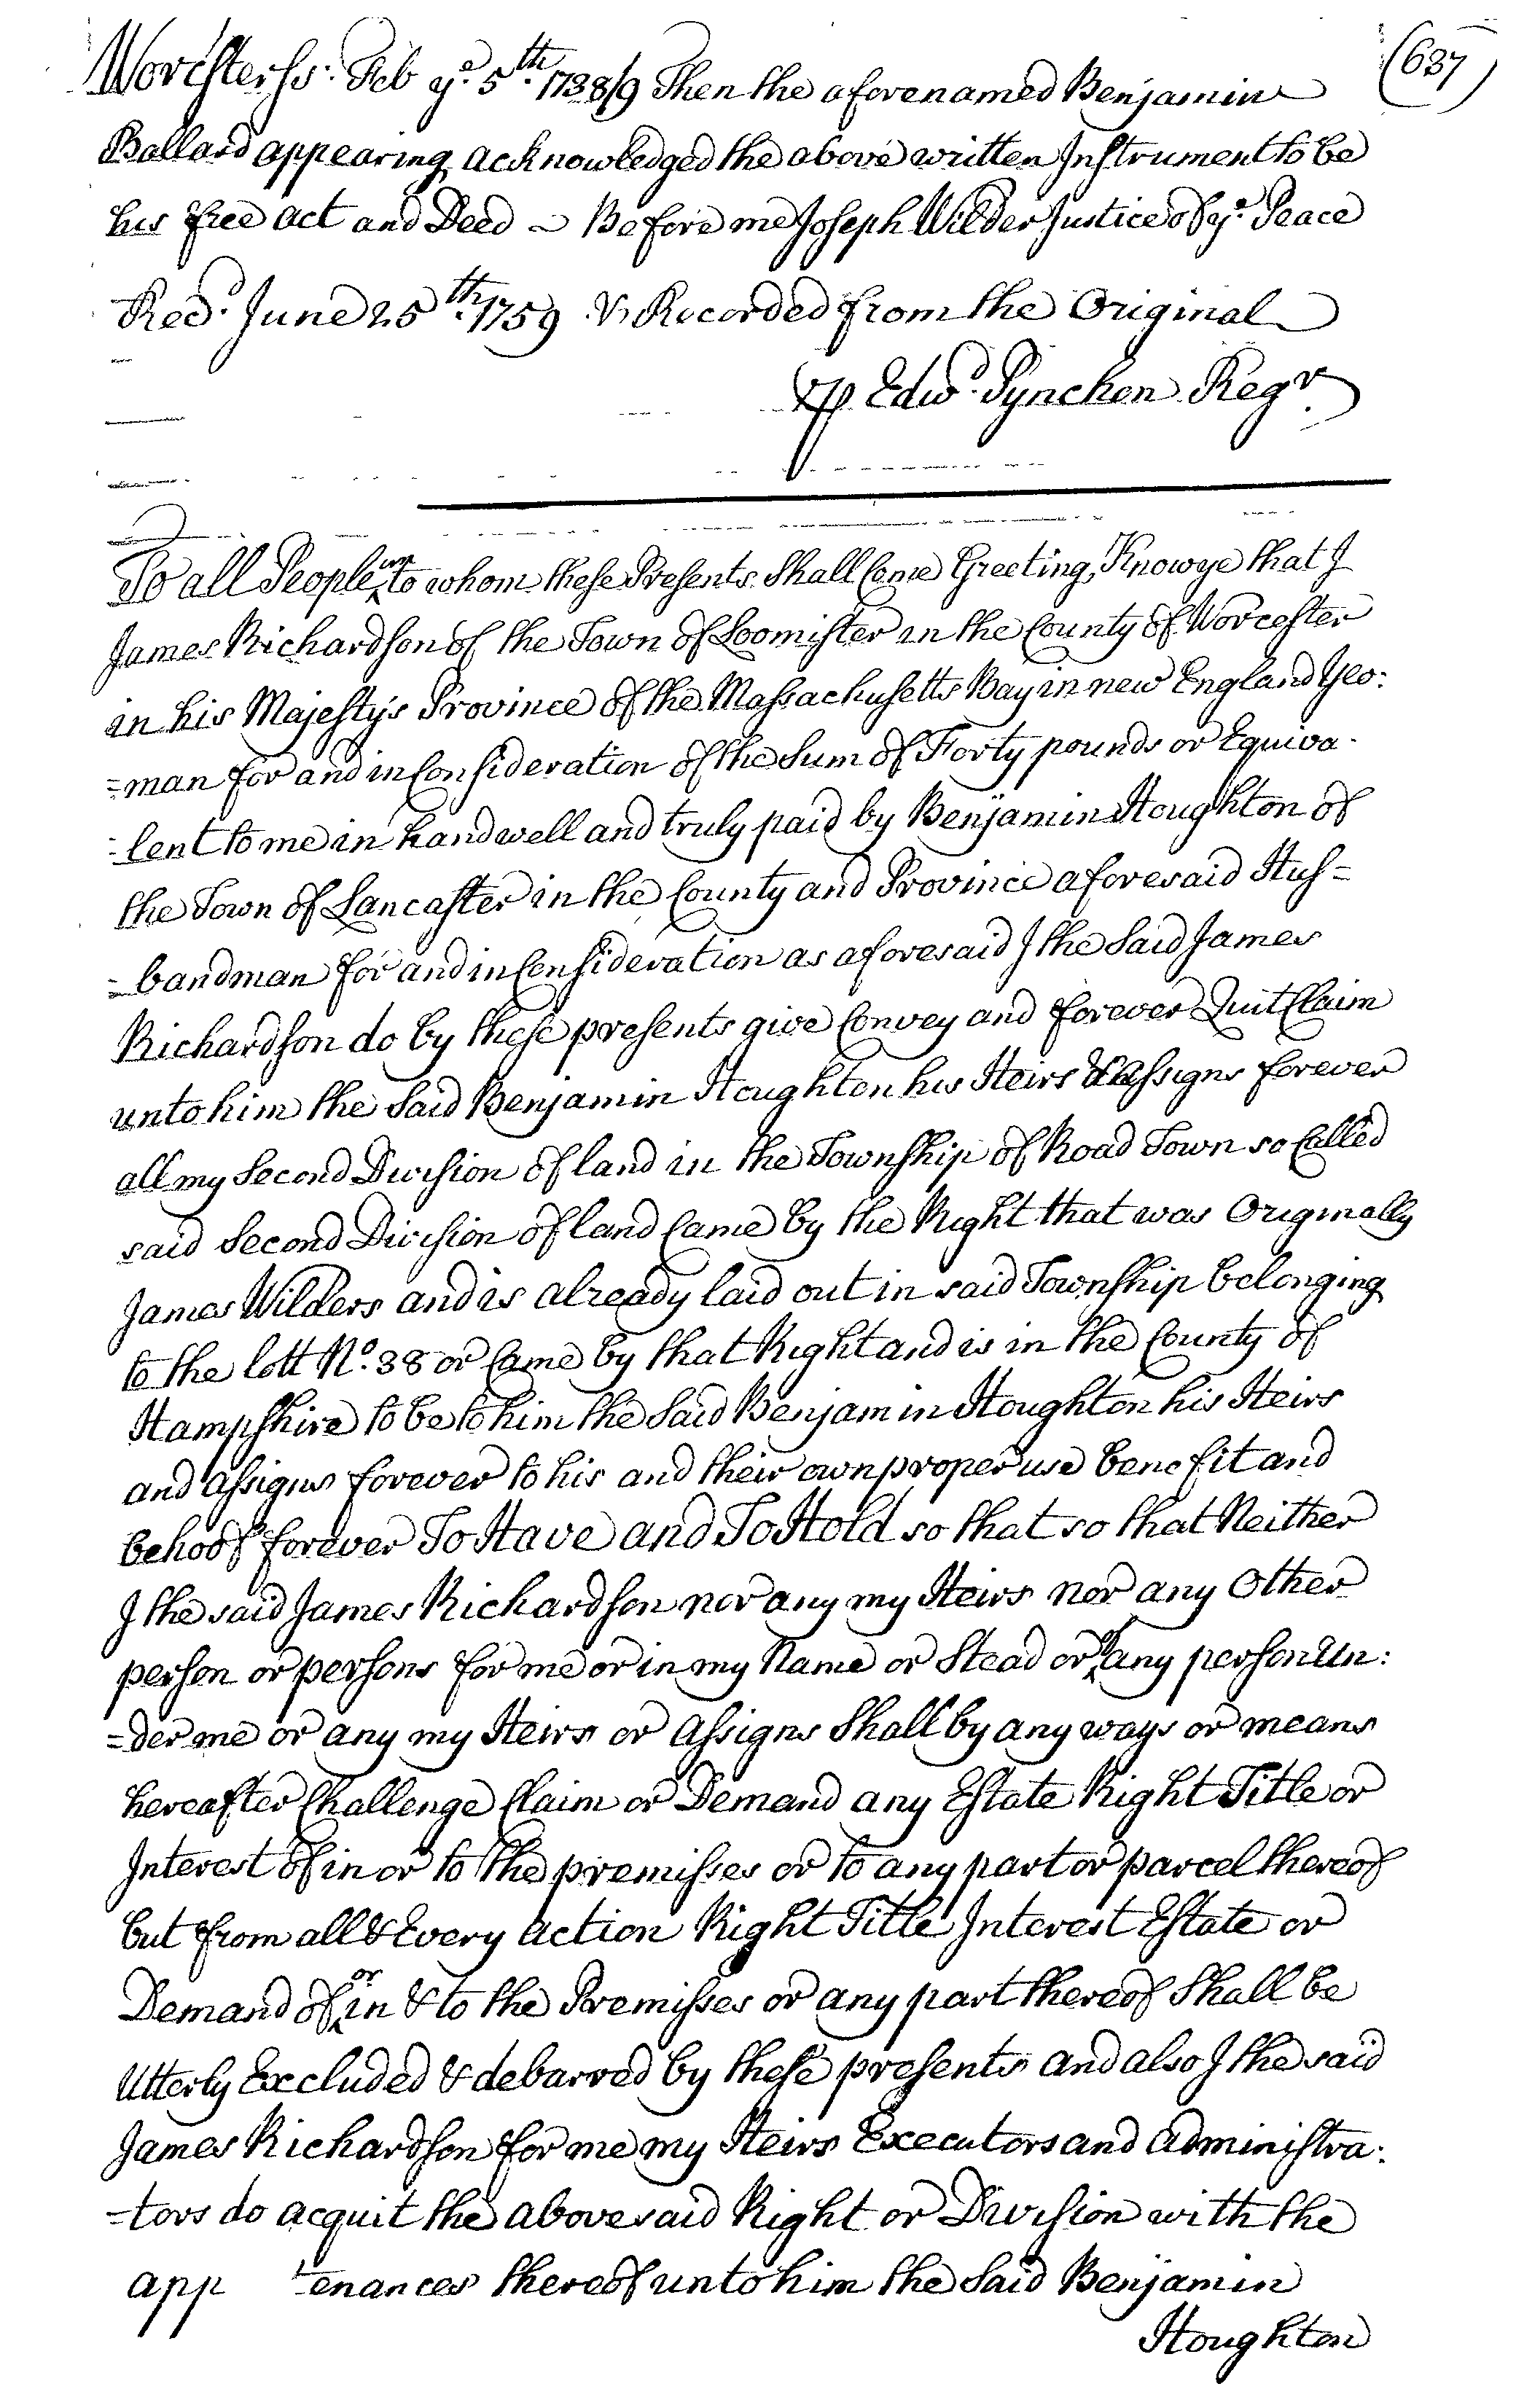 (637)
Worcester ss: Feb ye. 5th. 1738/9 Then the aforenamed Benjamin
Ballard appearing acknowledged the above written Instrument to be
his free act and Deed ~ Before me Joseph Wilder Justice of ye. Peace
Recd. June 25th. 1759 & Recorded from the Original
⅌ Edwd. Pynchon Regr.
To all People unto whom these Presents Shall Come Greeting, Know ye that I
James Richardson of the Town of Leominster in the County of Worcester
in his Majesty's Province of the Massachusetts Bay in new England Yeo:
=man for and in Consideration of the Sum of Forty pounds or Equiva-
-lent to me in hand well and truly paid by Benjamin Houghton of
the Town of Lancaster in the County and Province aforesaid Hus=
=bandman for and in Consideration as aforesaid I the Said James
Richardson do by these presents give Convey and forever Quit Claim
unto him the Said Benjamin Houghton his Heirs & assigns forever
all my Second Division of land in the Township of Road Town so Called
said Second Division of land Came by the Right that was Originally
James Wilders and is already laid out in said Township belonging
to the lott No. 38 or Came by that Right and is in the County of
Hampshire to be to him the Said Benjamin Houghton his Heirs
and assigns forever to his and their own proper use benefit and
behoof forever To Have and To Hold so that so that Neither
I the said James Richardson nor any my Heirs nor any Other
person or persons for me or in my Name or Stead or of any person Un:
=der me or any my Heirs or assigns Shall by any ways or means
hereafter Challenge Claim or Demand any Estate Right Title or
Interest of in or to the premisses or to any part or parcel thereof
but from all & Every action Right Title Interest Estate or
Demand of or in & to the Premisses or any part thereof Shall be
Utterly Excluded & debarred by these presents and also I the said
James Richardson for me my Heirs Executors and administra:
=tors do acquit the abovesaid Right or Division with the
app tenances thereof unto him the Said Benjamin
Houghton